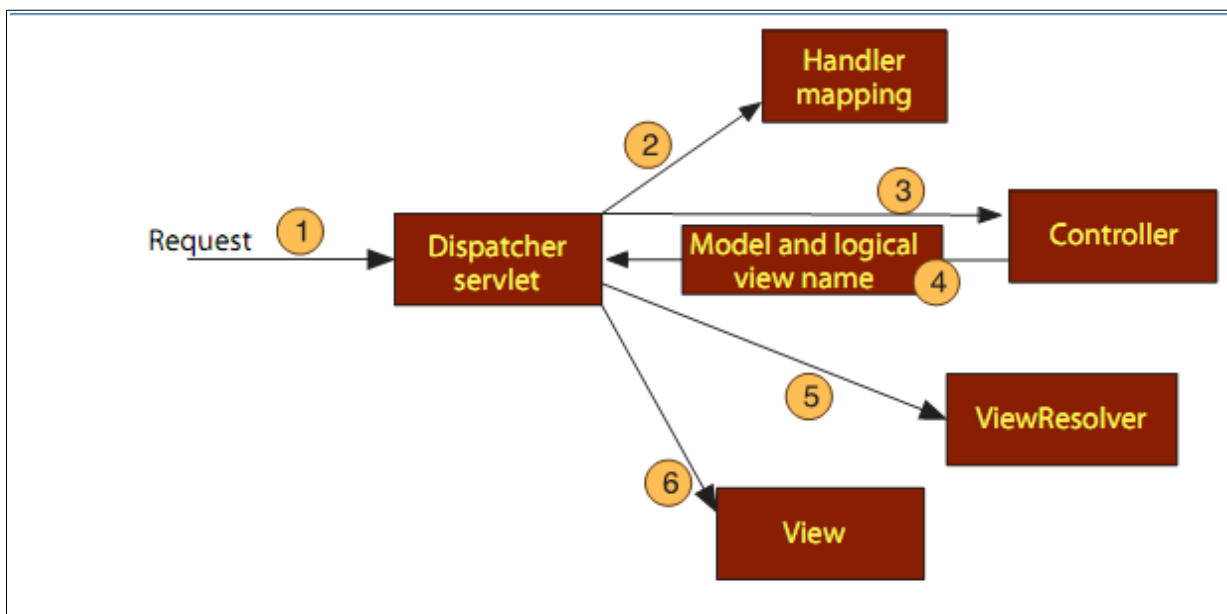 Handler
mapping
2
3
1
Request
Dispatcher
servlet
Model and logical
view name
4
Controller
5
ViewResolver
6
View